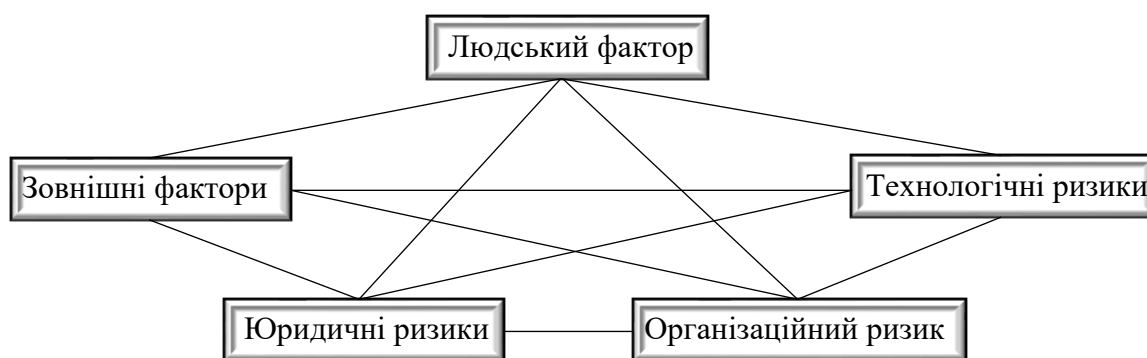 Людський фактор
Зовнішні фактори
Технологічні ризики
Юридичні ризики
Організаційний ризик